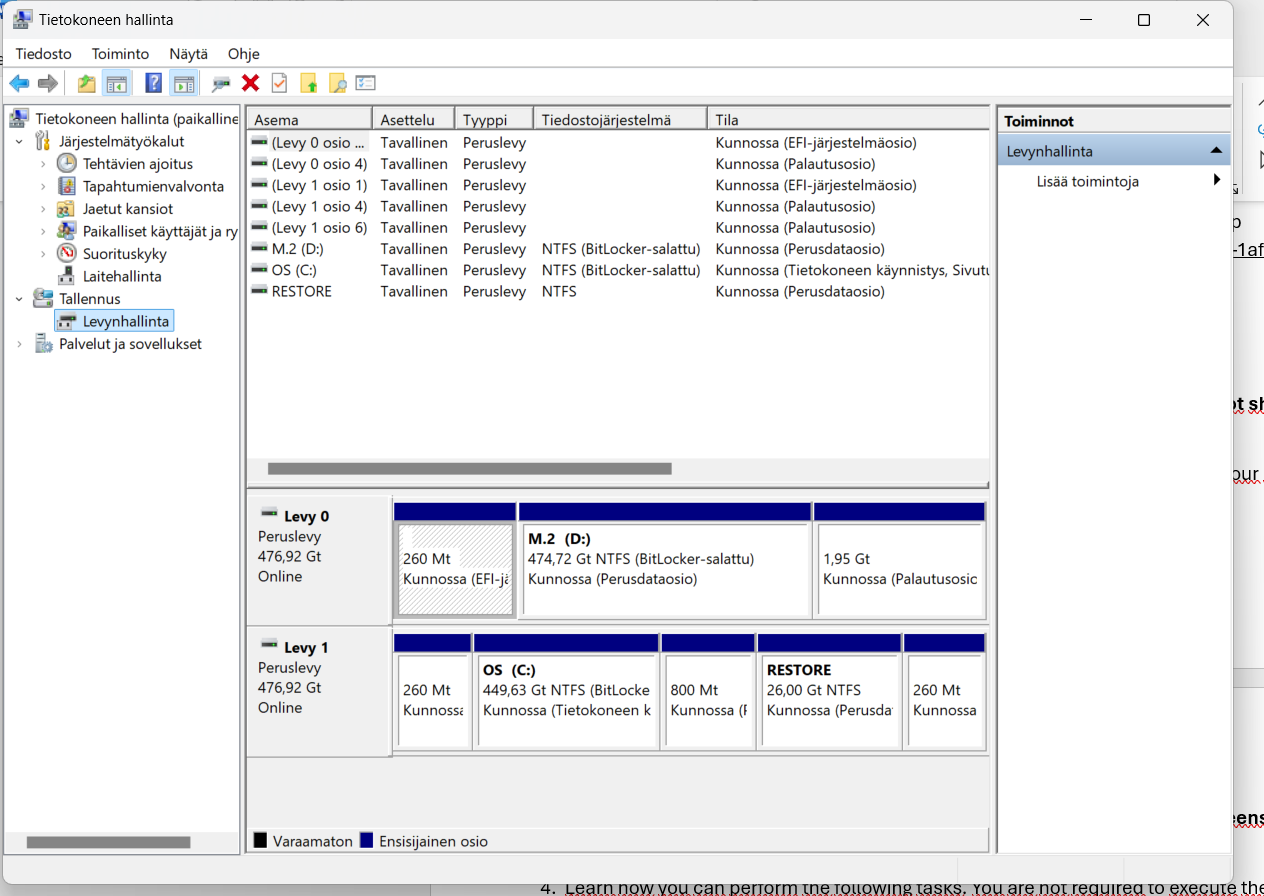 Tietokoneen hallinta
Tiedosto Toiminto Näytä Ohje
Tietokoneen hallinta (paikalline
Järjestelmätyökalut
Tehtävien ajoitus
Tapahtumienvalvonta
Jaetut kansiot
Paikalliset käyttäjät ja ry
Suorituskyky
Laitehallinta
Tallennus
Levynhallinta
Palvelut ja sovellukset
Asema Asettelu Tyyppi Tiedostojärjestelmä Tila
(Levy 0 osio ... Tavallinen Peruslevy Kunnossa (EFI-järjestelmäosio)
(Levy 0 osio 4) Tavallinen Peruslevy Kunnossa (Palautusosio)
(Levy 1 osio 1) Tavallinen Peruslevy Kunnossa (EFI-järjestelmäosio)
(Levy 1 osio 4) Tavallinen Peruslevy Kunnossa (Palautusosio)
(Levy 1 osio 6) Tavallinen Peruslevy Kunnossa (Palautusosio)
M.2 (D:) Tavallinen Peruslevy NTFS (BitLocker-salattu) Kunnossa (Perusdataosio)
OS (C:) Tavallinen Peruslevy NTFS (BitLocker-salattu) Kunnossa (Tietokoneen käynnistys, Sivutu
RESTORE Tavallinen Peruslevy NTFS Kunnossa (Perusdataosio)
Levy 0
Peruslevy
476,92 Gt
Online
260 Mt
Kunnossa (EFI-jä
M.2 (D:)
474,72 Gt NTFS (BitLocker-salattu)
Kunnossa (Perusdataosio)
1,95 Gt
Kunnossa (Palautusosio
Levy 1
Peruslevy
476,92 Gt
Online
260 Mt
Kunnossa
OS (C:)
449,63 Gt NTFS (BitLocke
Kunnossa (Tietokoneen k
800 Mt
Kunnossa (P
RESTORE
26,00 Gt NTFS
Kunnossa (Perusda
260 Mt
Kunnossa
Varaamaton Ensisijainen osio
Toiminnot
Levynhallinta
Lisää toimintoja
p
-1af
ot sh
our
eens
4. Learn how you can perform the following tasks. You are not required to execute the